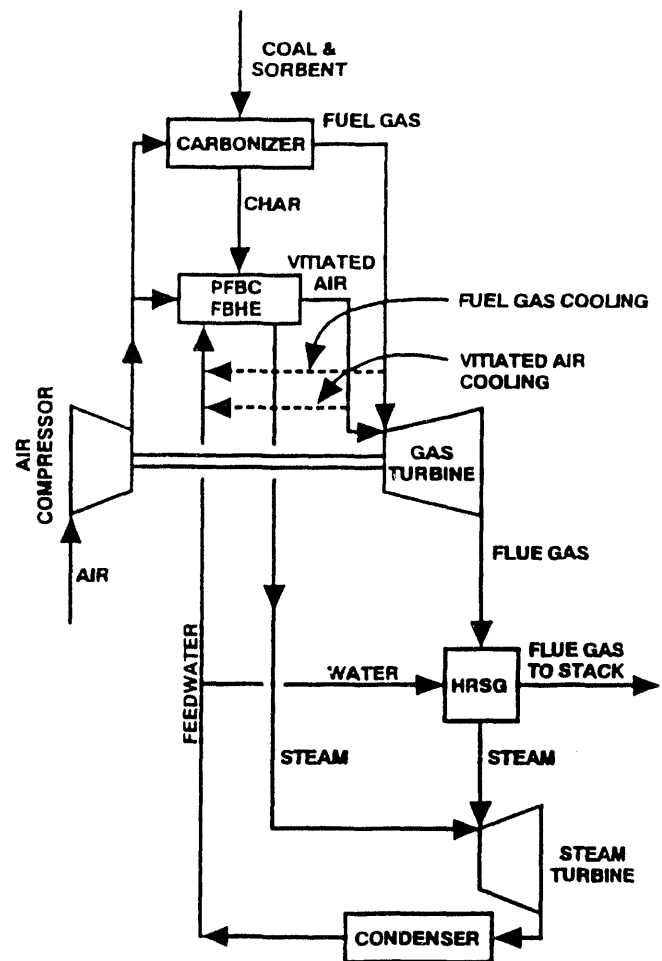 COAL &
SORBENT
FUEL GAS
CARBONIZER
CHAR
VITIATED
AIR
PFBC
FBHE
FUEL GAS COOLING
VITIATED AIR
COOLING
AIR
COMPRESSOR
GAS
TURBINE
AIR
FLUE GAS
FEEDWATER
WATER
HRSG
FLUE GAS
TO STACK
STEAM
STEAM
STEAM
TURBINE
CONDENSER